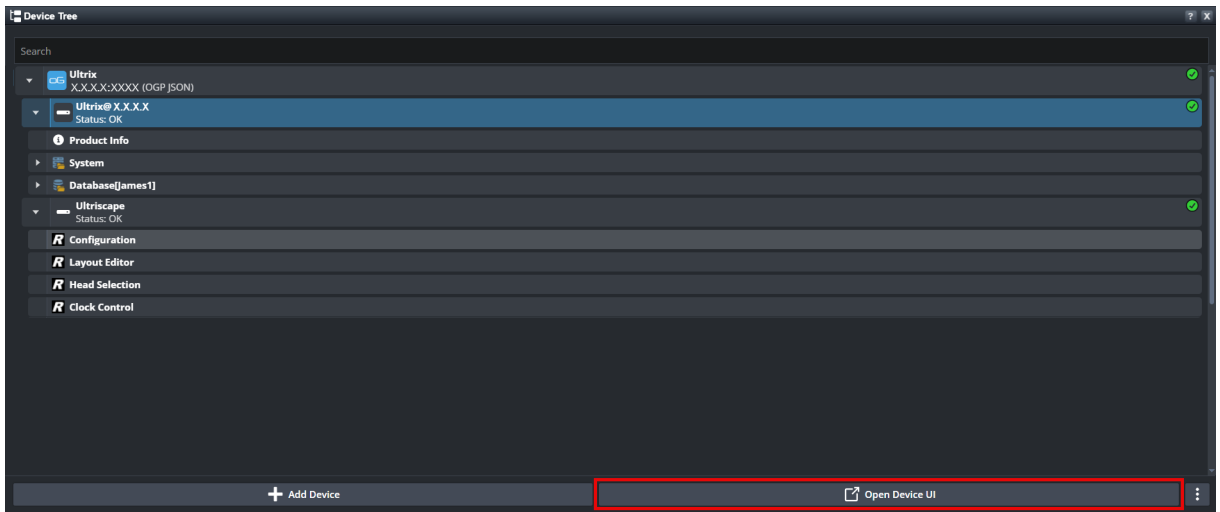 Device Tree
? X
Search
OG Ultrix
X.X.X.X:XXXX (OGP JSON)
Ultrix@ X.X.X.X
Status: OK
Product Info
System
Database[James1]
Ultriscape
Status: OK
R Configuration
R Layout Editor
R Head Selection
R Clock Control
Add Device
Open Device UI